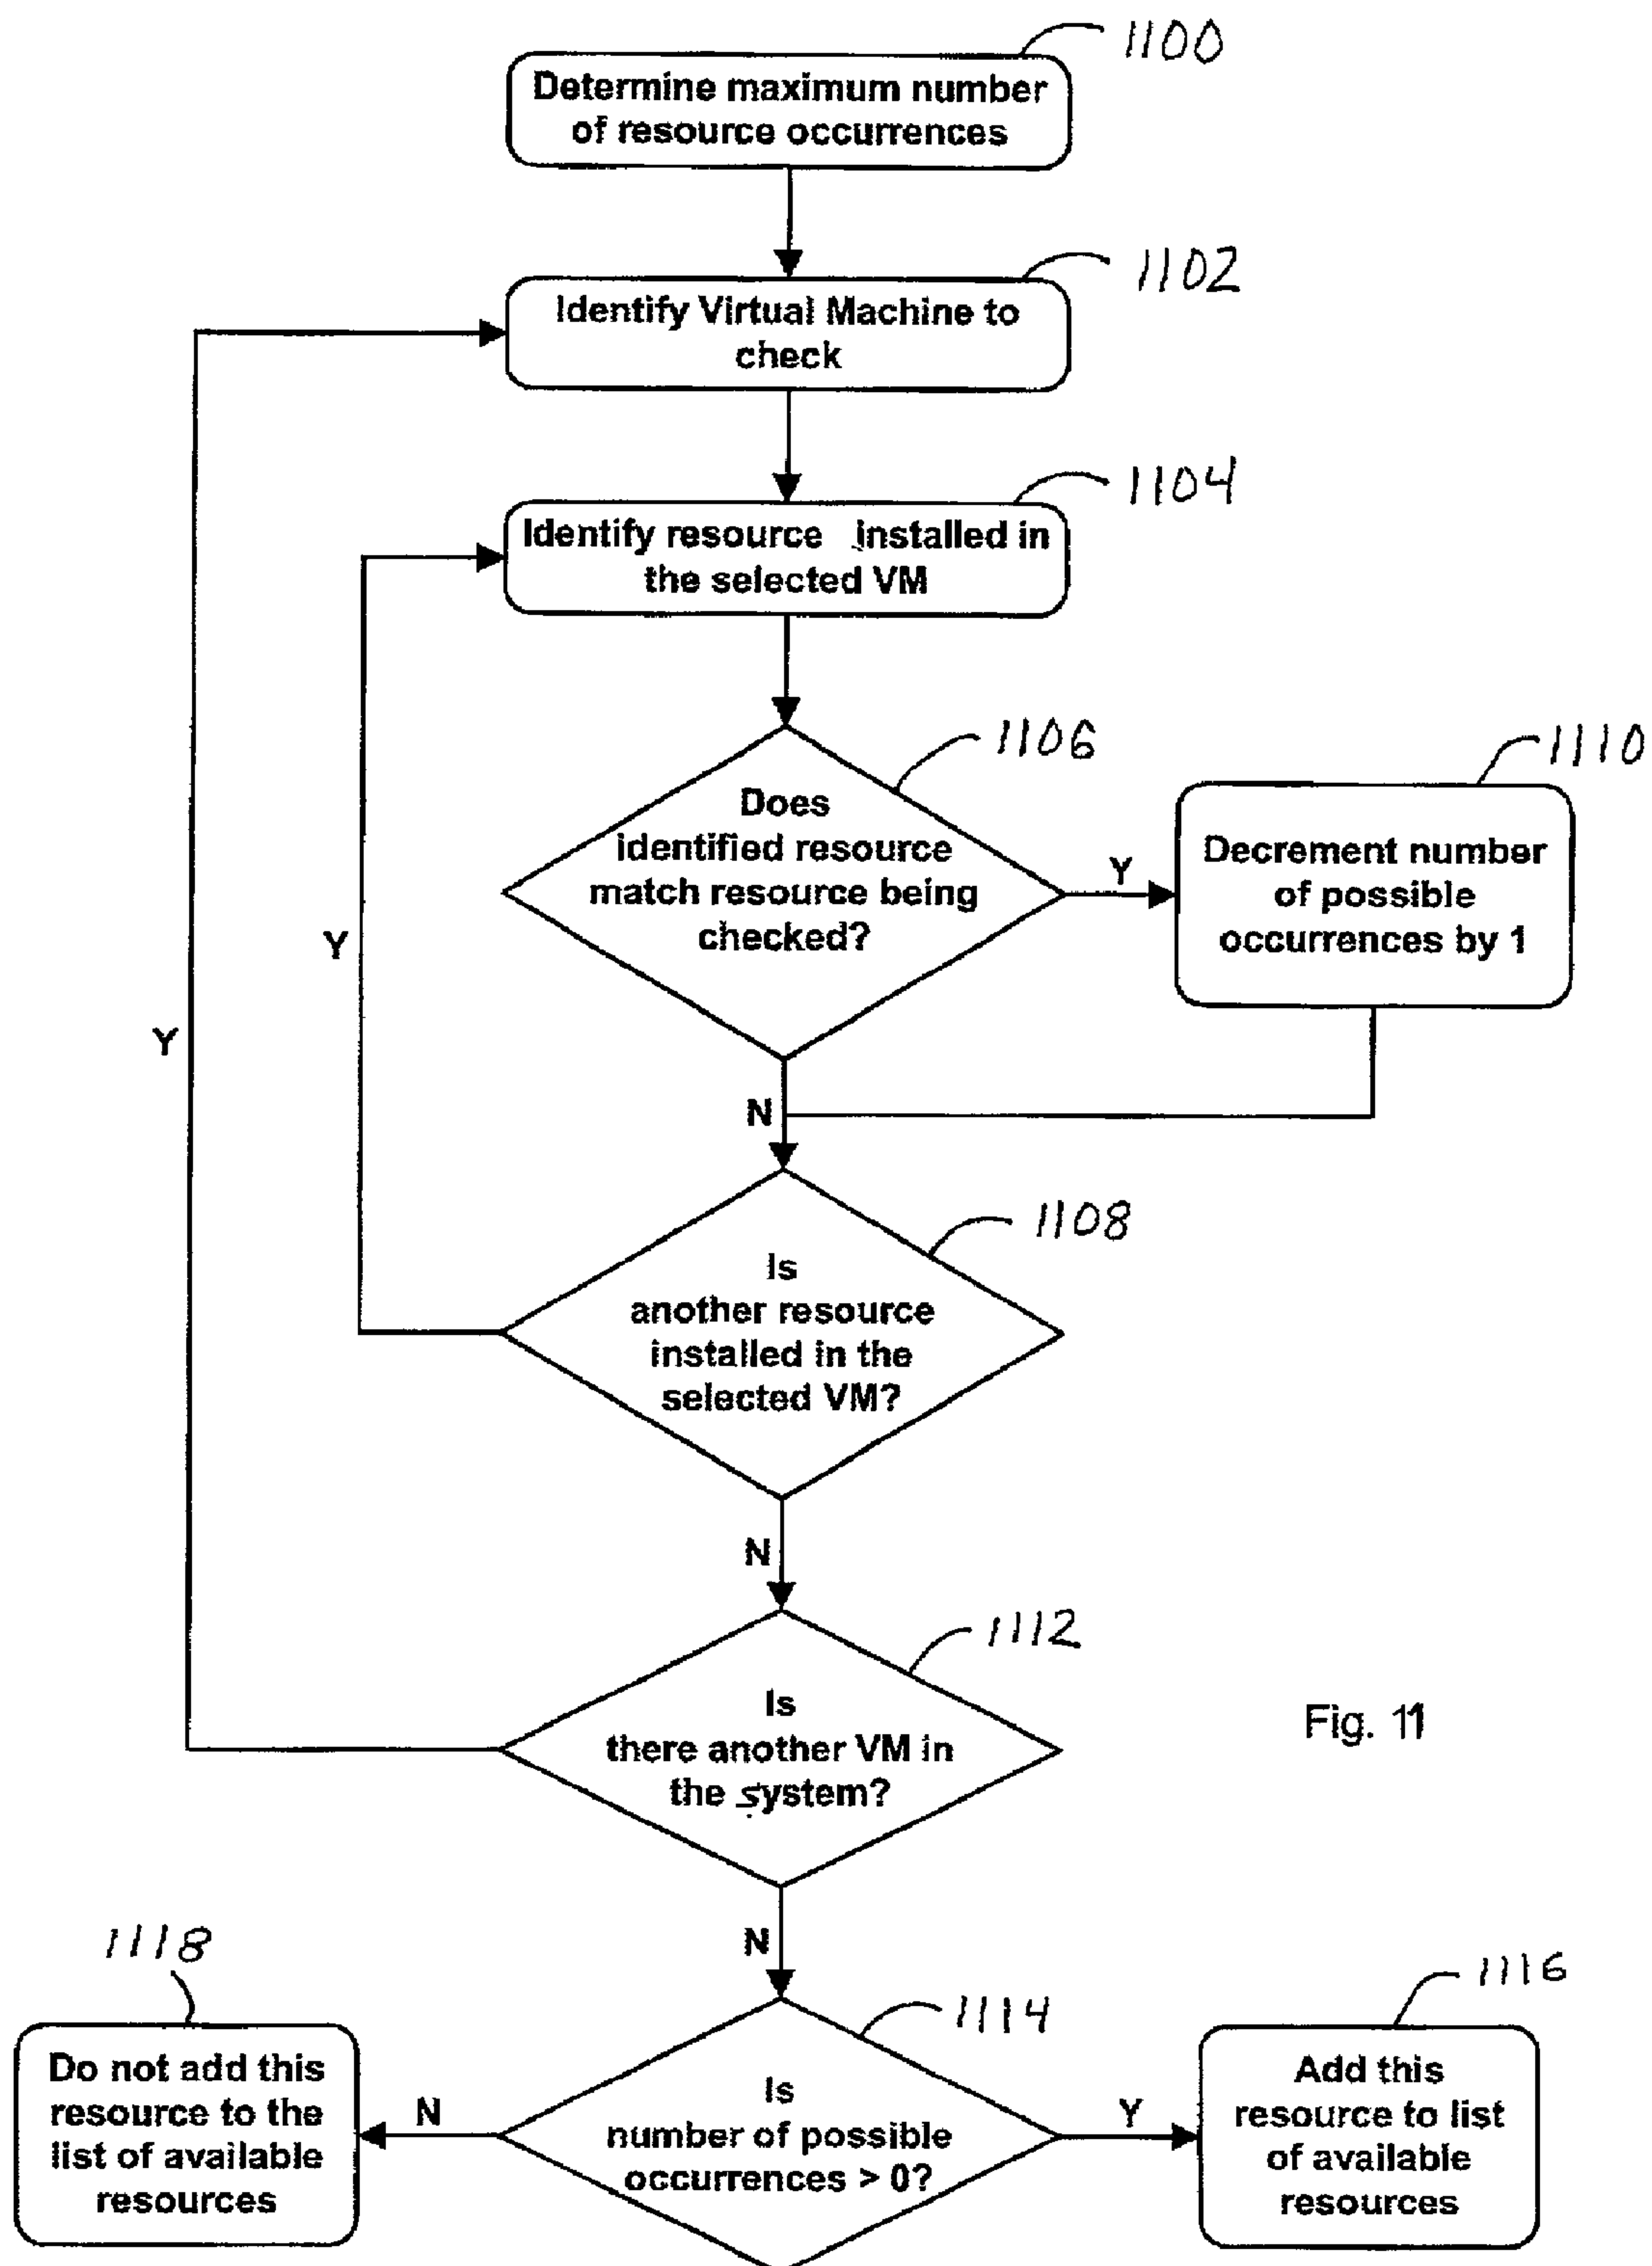 1100
Determine maximum number
of resource occurrences
1102
Identify Virtual Machine to
check
1104
Identify resource installed in
the selected VM
1106
Does
identified resource
match resource being
checked?
Y
1110
Decrement number
of possible
occurrences by 1
Y
Y
N
1108
Is
another resource
installed in the
selected VM?
N
1112
Is
there another VM in
the system?
Fig. 11
N
1118
Do not add this
resource to the
list of available
resources
N
1114
Is
number of possible
occurrences > 0?
Y
1116
Add this
resource to list
of available
resources